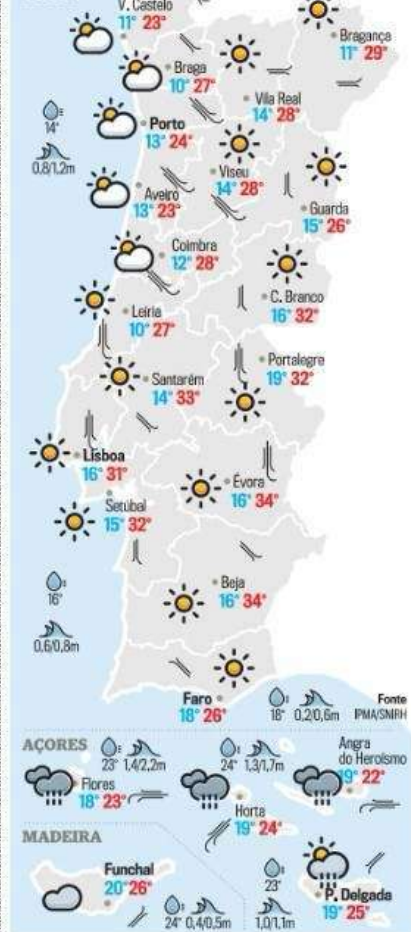 V. Castelo
11° 23°
Bragança
11° 29°
Braga
10° 27°
Vila Real
14° 28°
14°
Porto
13° 24°
0,8/1,2m
Viseu
14° 28°
Aveiro
13° 23°
Guarda
15° 26°
Coimbra
12° 28°
C. Branco
16° 32°
Leiria
10° 27°
Portalegre
19° 32°
Santarém
14° 33°
Lisboa
16° 31°
Évora
16° 34°
Setúbal
15° 32°
16°
Beja
16° 34°
0,6/0,8m
Faro
18° 26°
18° 0,2/0,6m
Fonte
IPMA/SNIRH
AÇORES
23° 1,4/2,2m
24° 1,3/1,7m
Angra
do Heroísmo
19° 22°
Flores
18° 23°
Horta
19° 24°
MADEIRA
Funchal
20° 26°
24° 0,4/0,5m
23°
1,0/1,1m
P. Delgada
19° 25°